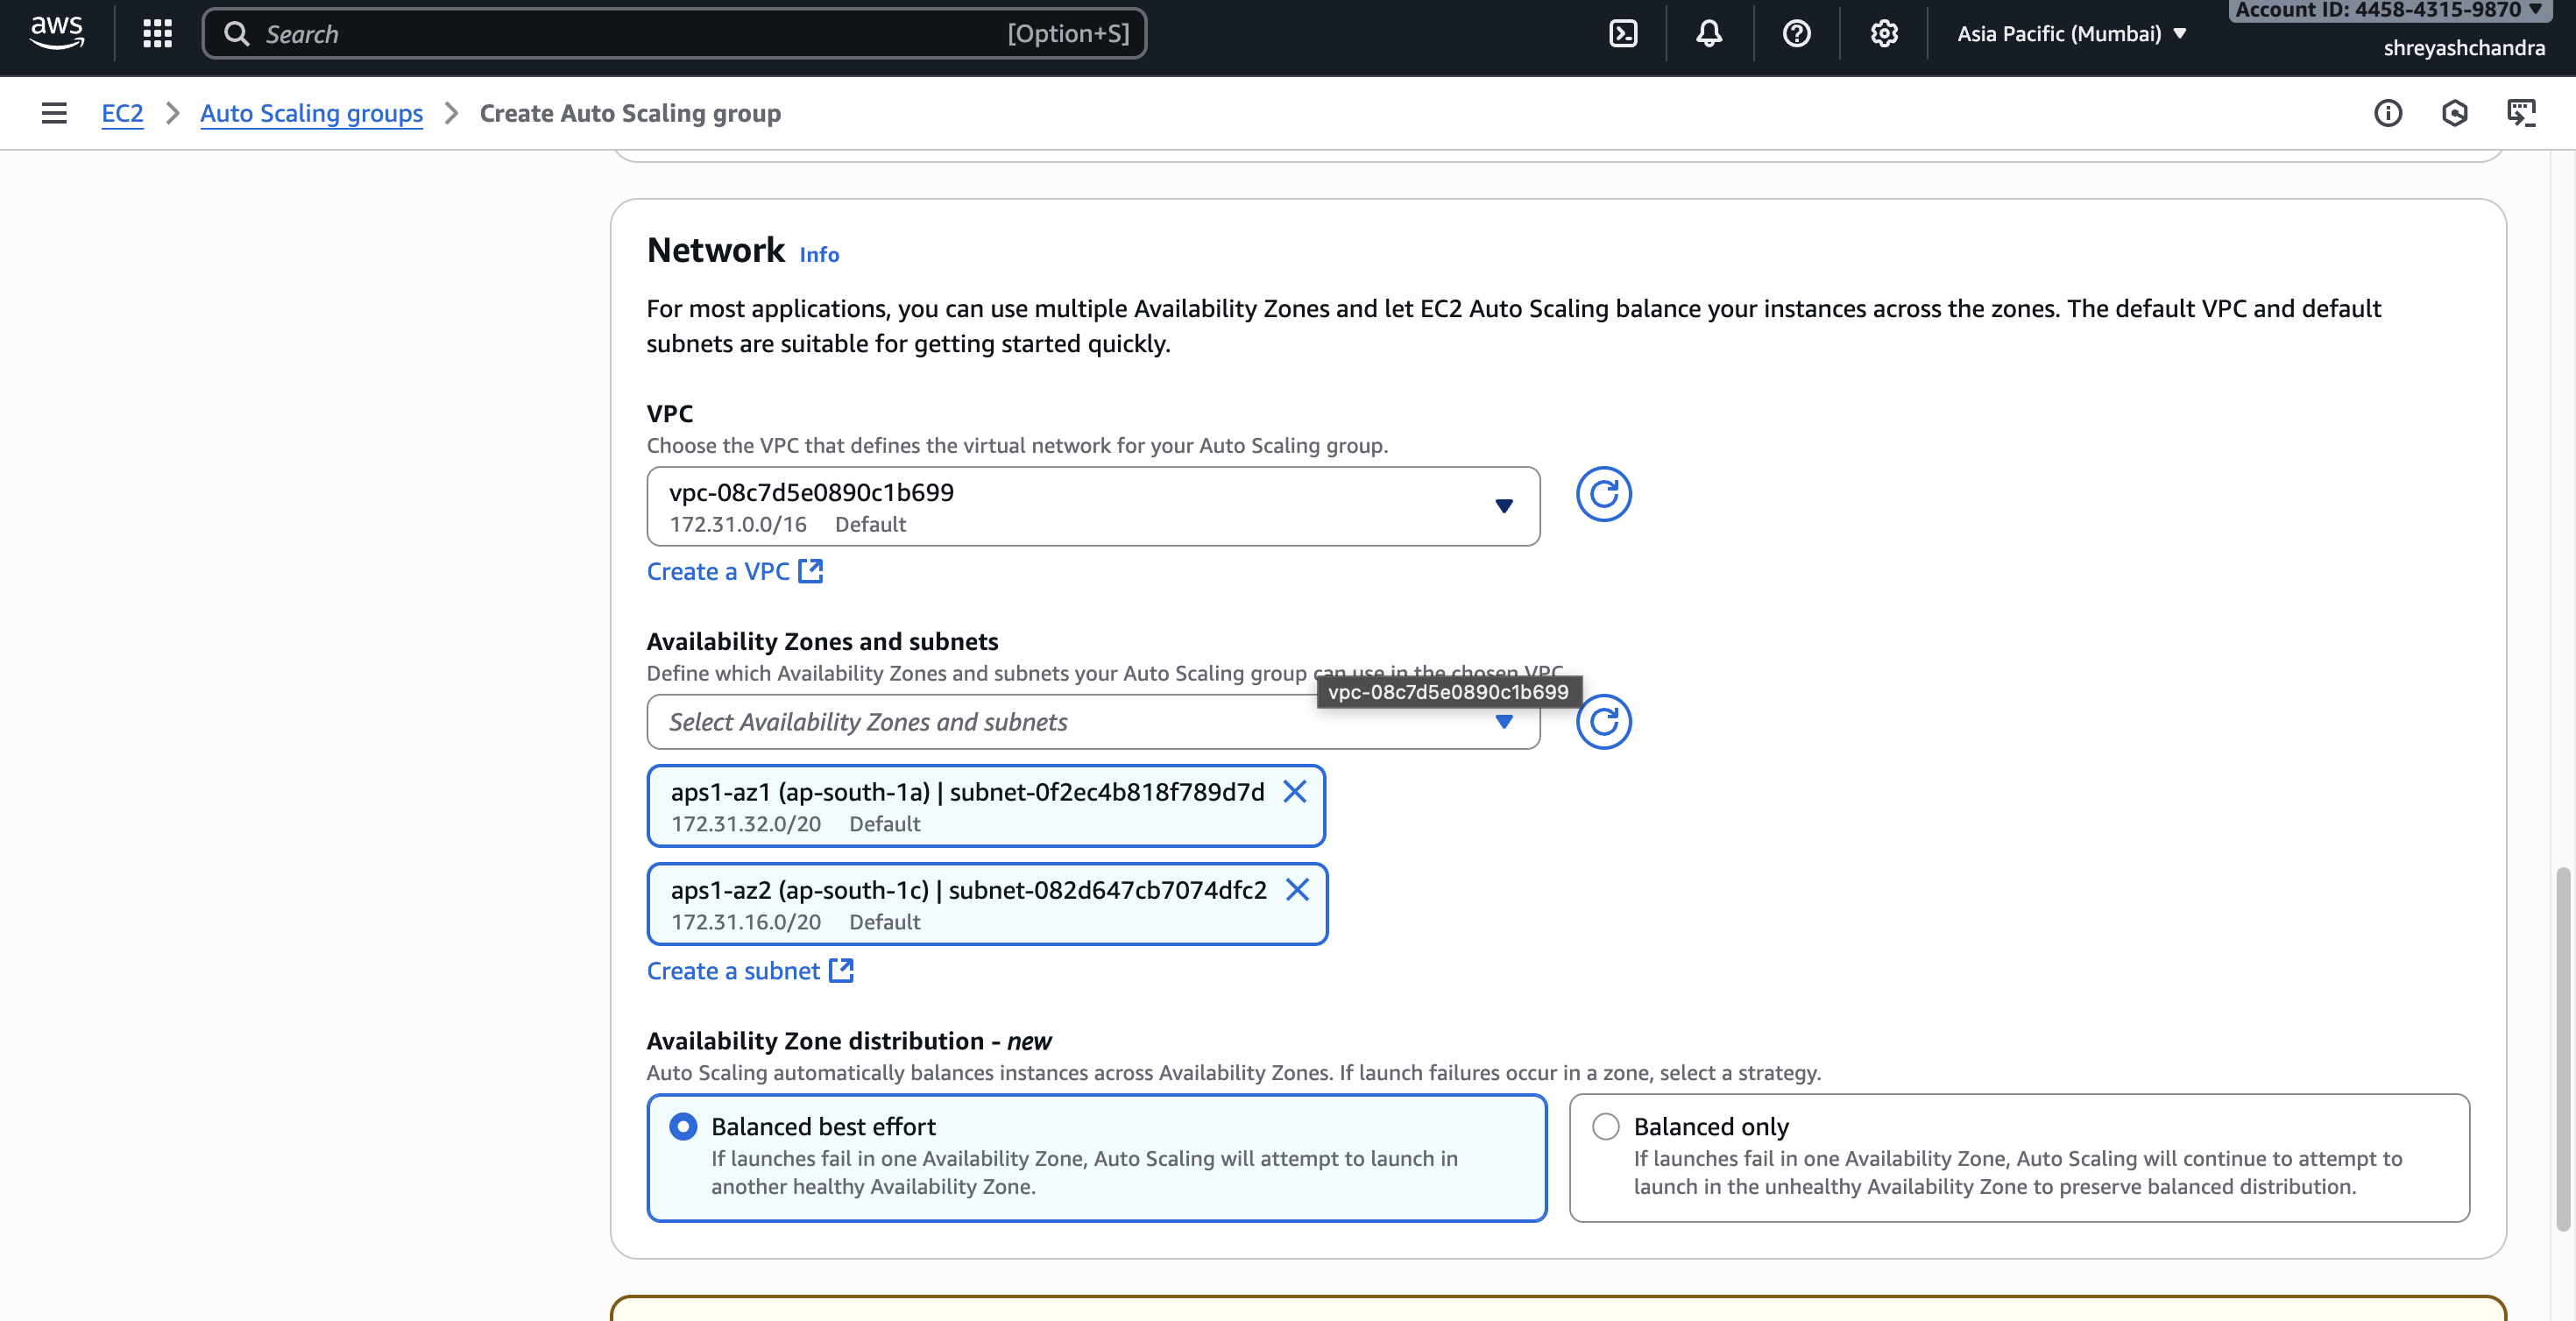 aws
Search
[Option+S]
Asia Pacific (Mumbai)
Account ID: 4458-4315-9870
shreyashchandra
EC2
Auto Scaling groups
Create Auto Scaling group
Network Info
For most applications, you can use multiple Availability Zones and let EC2 Auto Scaling balance your instances across the zones. The default VPC and default
subnets are suitable for getting started quickly.
VPC
Choose the VPC that defines the virtual network for your Auto Scaling group.
vpc-08c7d5e0890c1b699
172.31.0.0/16 Default
Create a VPC
Availability Zones and subnets
Define which Availability Zones and subnets your Auto Scaling group can use in the chosen VPC.
vpc-08c7d5e0890c1b699
Select Availability Zones and subnets
aps1-az1 (ap-south-1a) | subnet-0f2ec4b818f789d7d
172.31.32.0/20 Default
aps1-az2 (ap-south-1c) | subnet-082d647cb7074dfc2
172.31.16.0/20 Default
Create a subnet
Availability Zone distribution - new
Auto Scaling automatically balances instances across Availability Zones. If launch failures occur in a zone, select a strategy.
Balanced best effort
If launches fail in one Availability Zone, Auto Scaling will attempt to launch in
another healthy Availability Zone.
Balanced only
If launches fail in one Availability Zone, Auto Scaling will continue to attempt to
launch in the unhealthy Availability Zone to preserve balanced distribution.